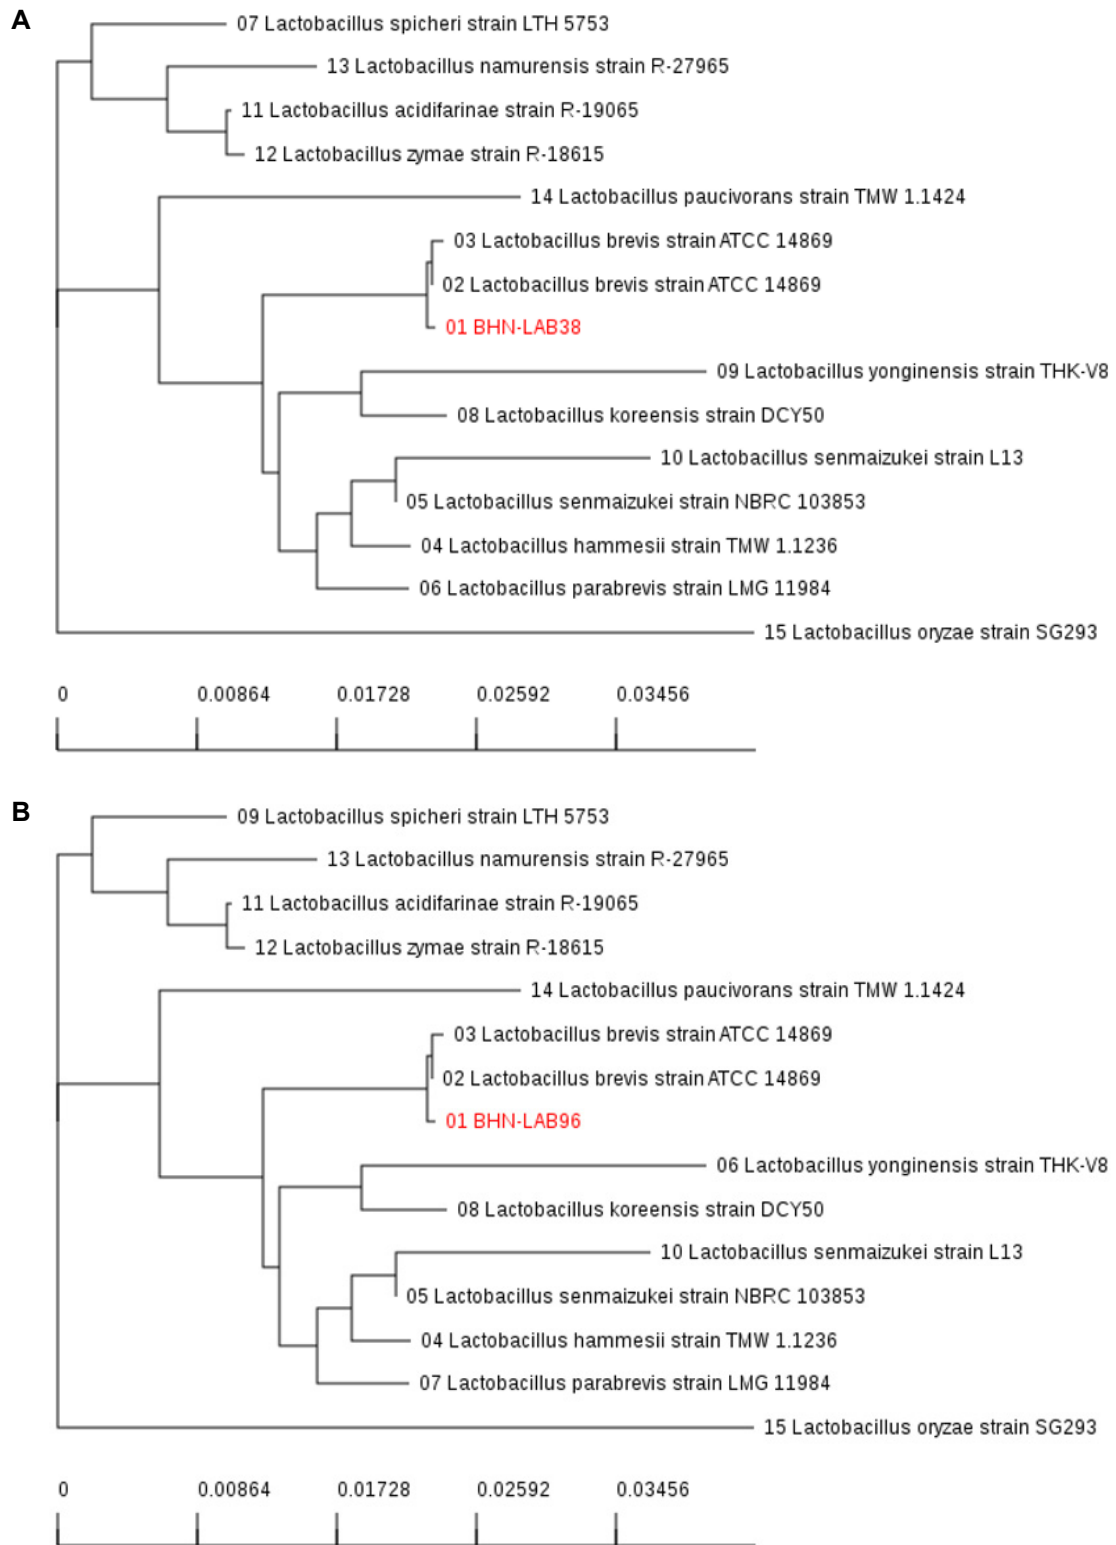 A
07 Lactobacillus spicheri strain LTH 5753
13 Lactobacillus namurensis strain R-27965
11 Lactobacillus acidifarinae strain R-19065
12 Lactobacillus zymae strain R-18615
14 Lactobacillus paucivorans strain TMW 1.1424
03 Lactobacillus brevis strain ATCC 14869
02 Lactobacillus brevis strain ATCC 14869
01 BHN-LAB38
09 Lactobacillus yonginensis strain THK-V8
08 Lactobacillus koreensis strain DCY50
10 Lactobacillus senmaizukei strain L13
05 Lactobacillus senmaizukei strain NBRC 103853
04 Lactobacillus hammesii strain TMW 1.1236
06 Lactobacillus parabrevis strain LMG 11984
15 Lactobacillus oryzae strain SG293
0 0.00864 0.01728 0.02592 0.03456
B
09 Lactobacillus spicheri strain LTH 5753
13 Lactobacillus namurensis strain R-27965
11 Lactobacillus acidifarinae strain R-19065
12 Lactobacillus zymae strain R-18615
14 Lactobacillus paucivorans strain TMW 1.1424
03 Lactobacillus brevis strain ATCC 14869
02 Lactobacillus brevis strain ATCC 14869
01 BHN-LAB96
06 Lactobacillus yonginensis strain THK-V8
08 Lactobacillus koreensis strain DCY50
10 Lactobacillus senmaizukei strain L13
05 Lactobacillus senmaizukei strain NBRC 103853
04 Lactobacillus hammesii strain TMW 1.1236
07 Lactobacillus parabrevis strain LMG 11984
15 Lactobacillus oryzae strain SG293
0 0.00864 0.01728 0.02592 0.03456